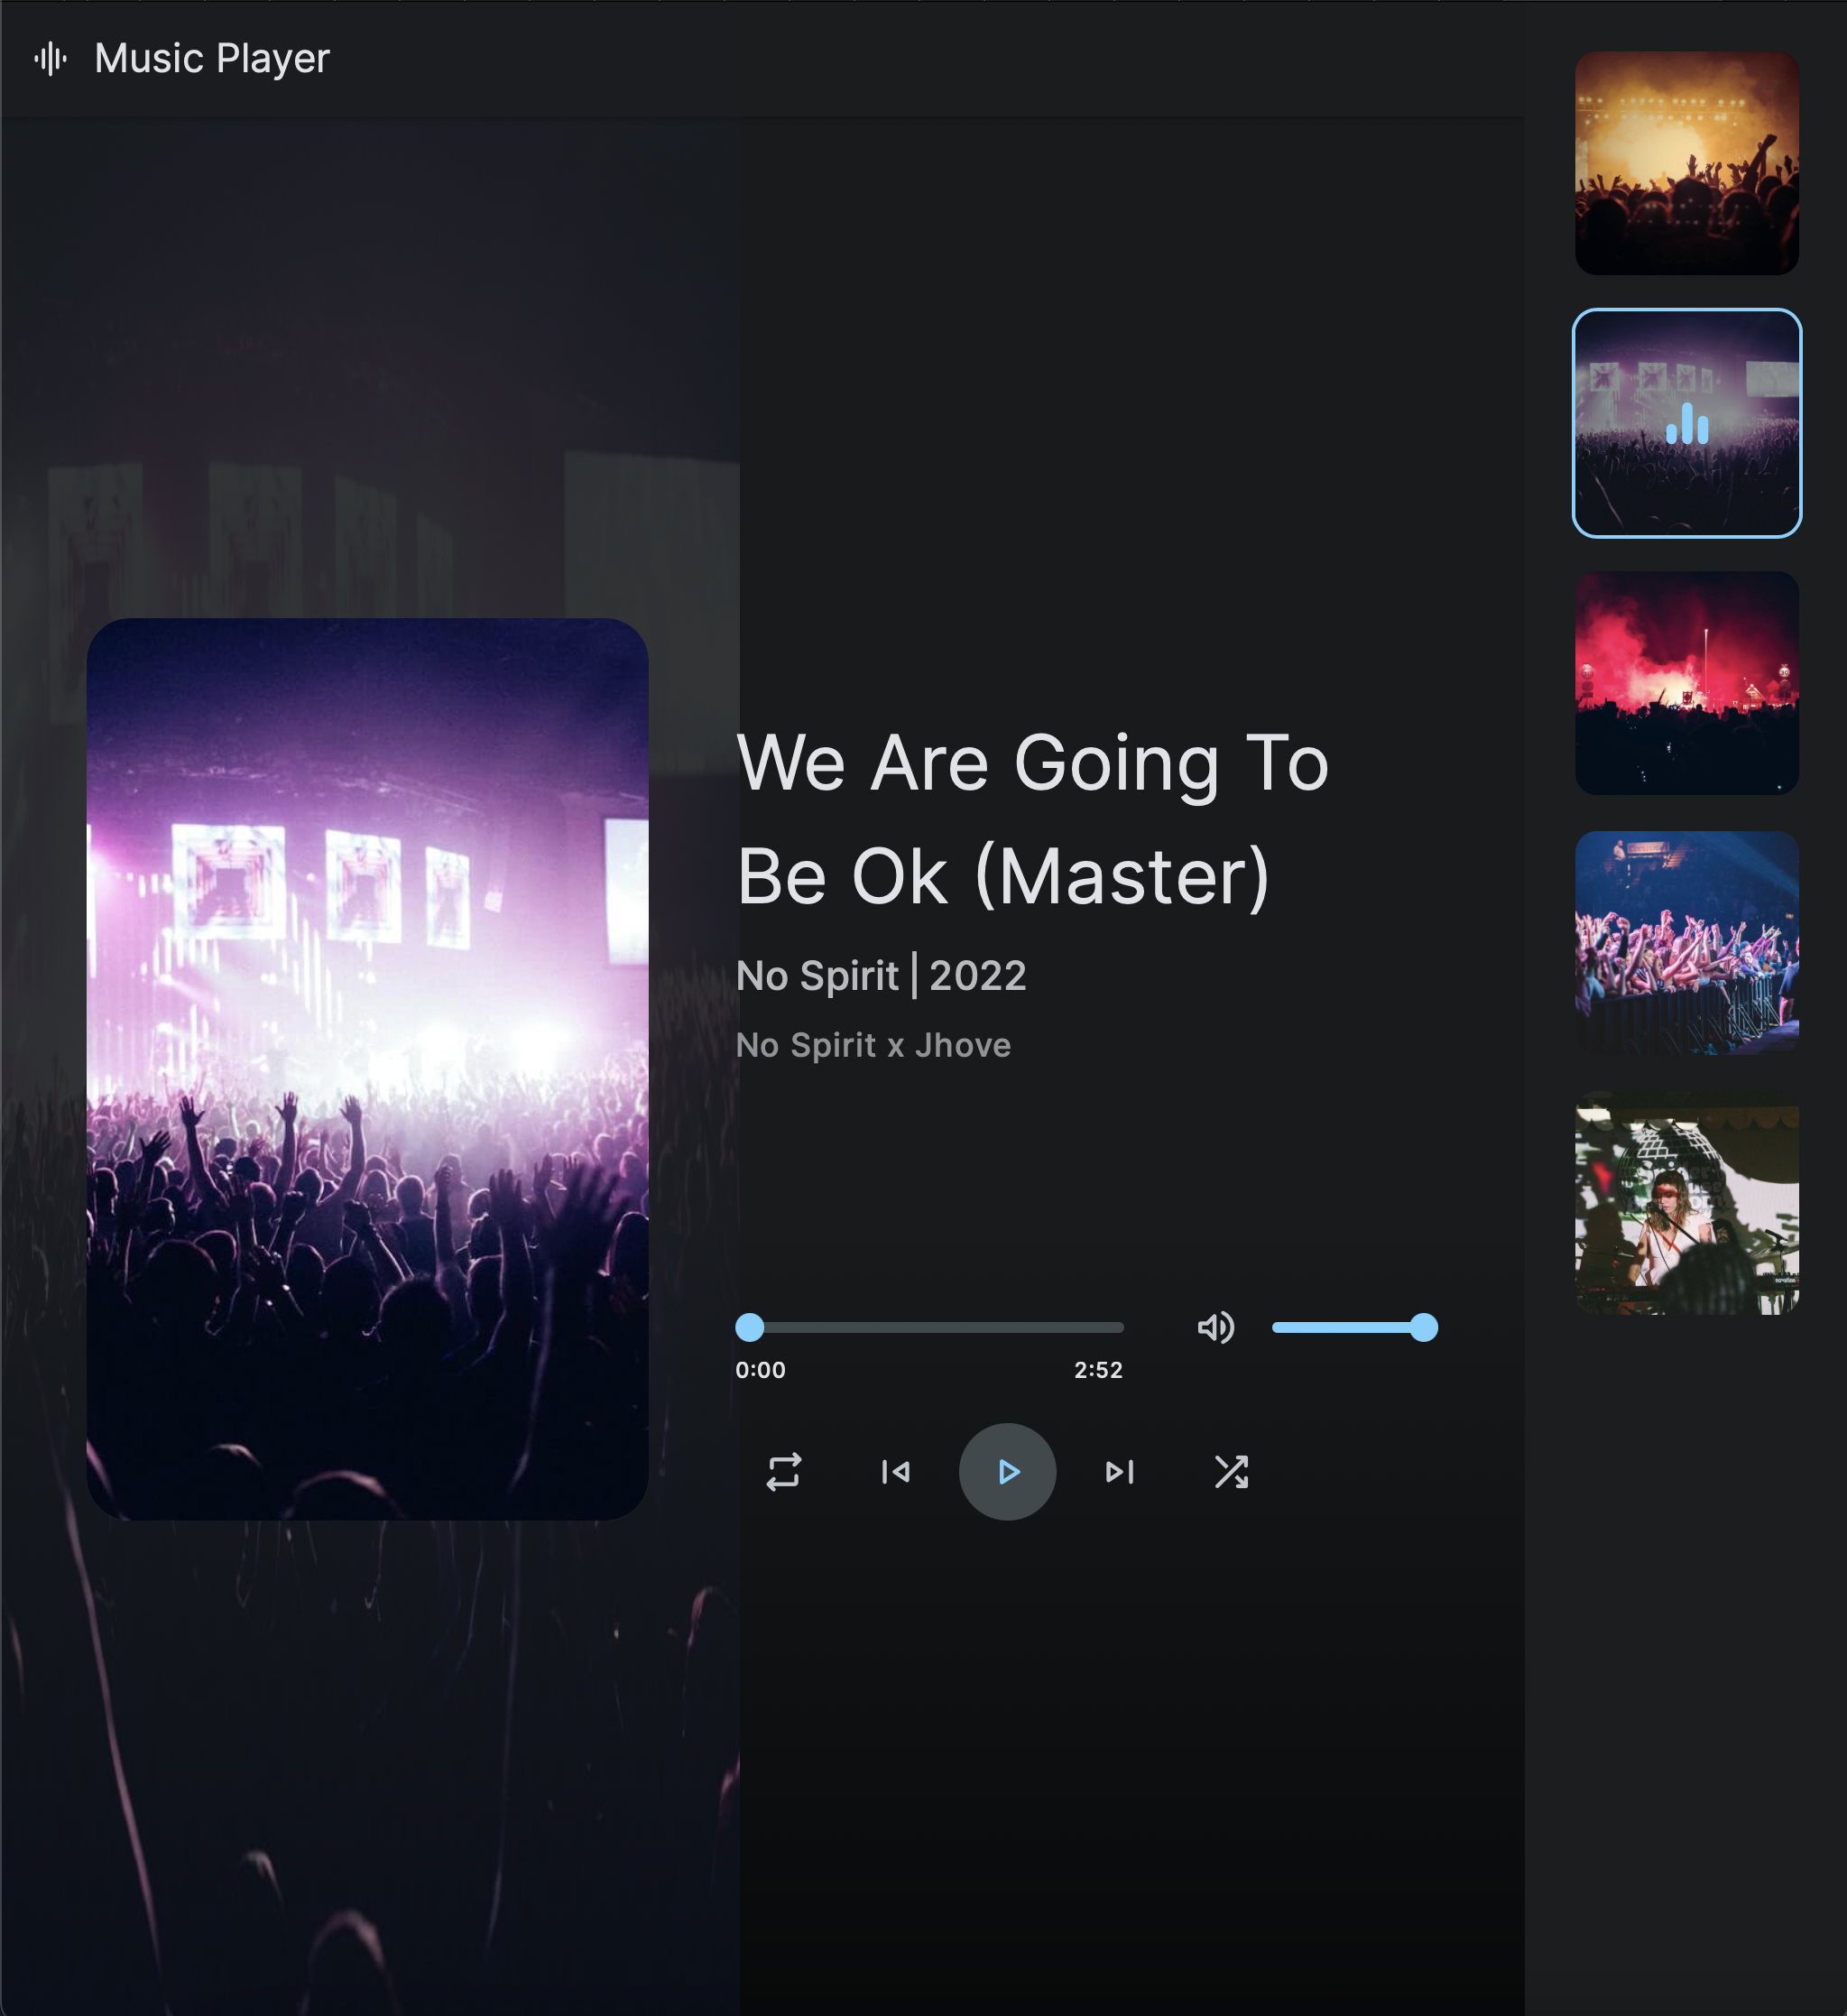 Music Player
We Are Going To
Be Ok (Master)
No Spirit | 2022
No Spirit x Jhove
0:00
2:52